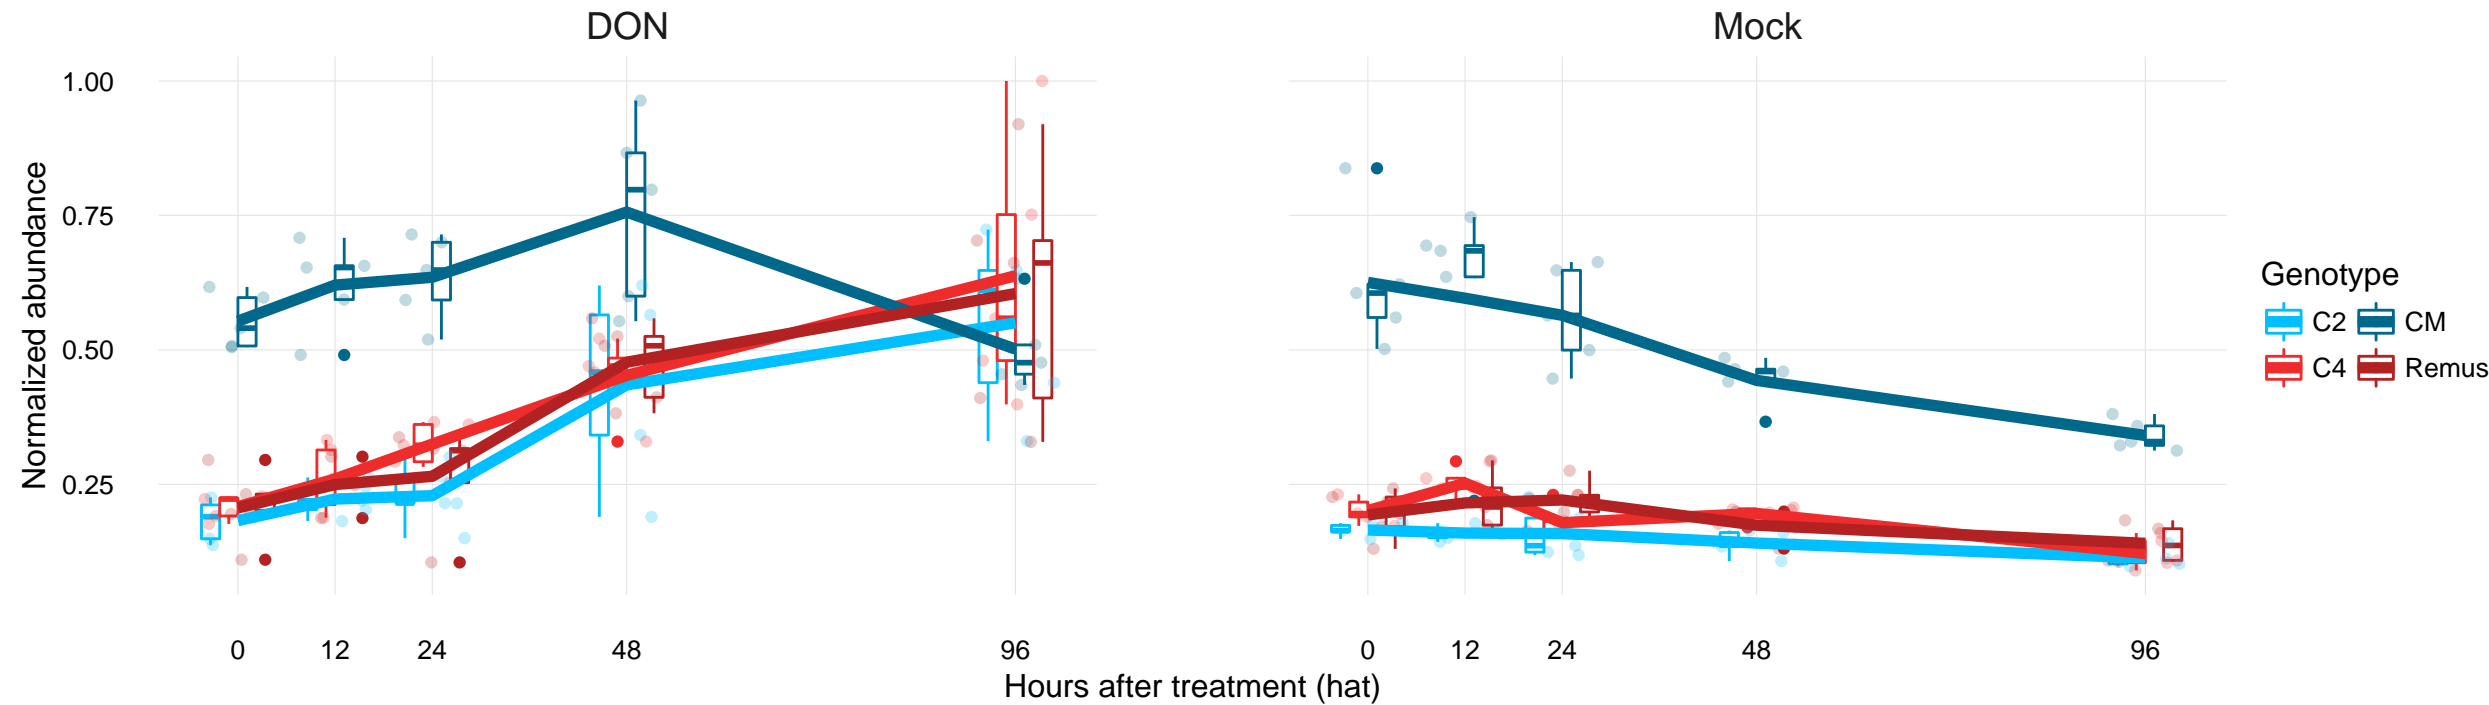 DON
Mock
Normalized abundance
1.00
0.75
0.50
0.25
0 12 24 48 96
0 12 24 48 96
Hours after treatment (hat)
Genotype
C2 CM
C4 Remus